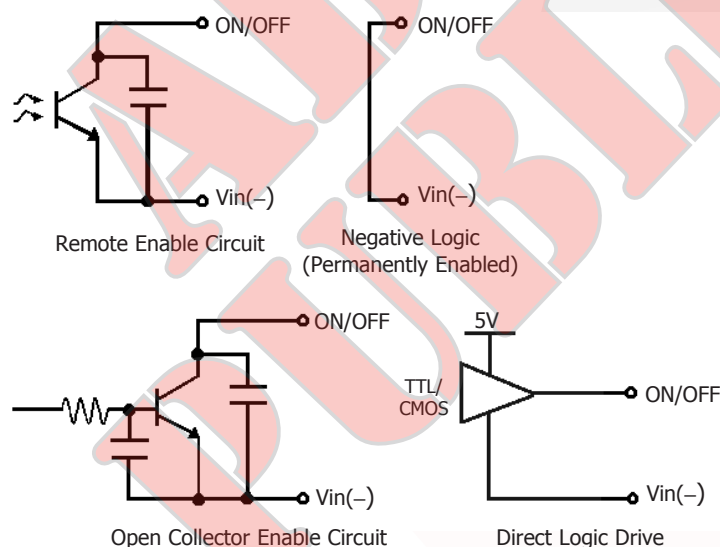 ON/OFF
Vin(–)
Remote Enable Circuit
ON/OFF
Vin(–)
Negative Logic
(Permanently Enabled)
ON/OFF
Vin(–)
Open Collector Enable Circuit
5V
TTL/
CMOS
ON/OFF
Vin(–)
Direct Logic Drive